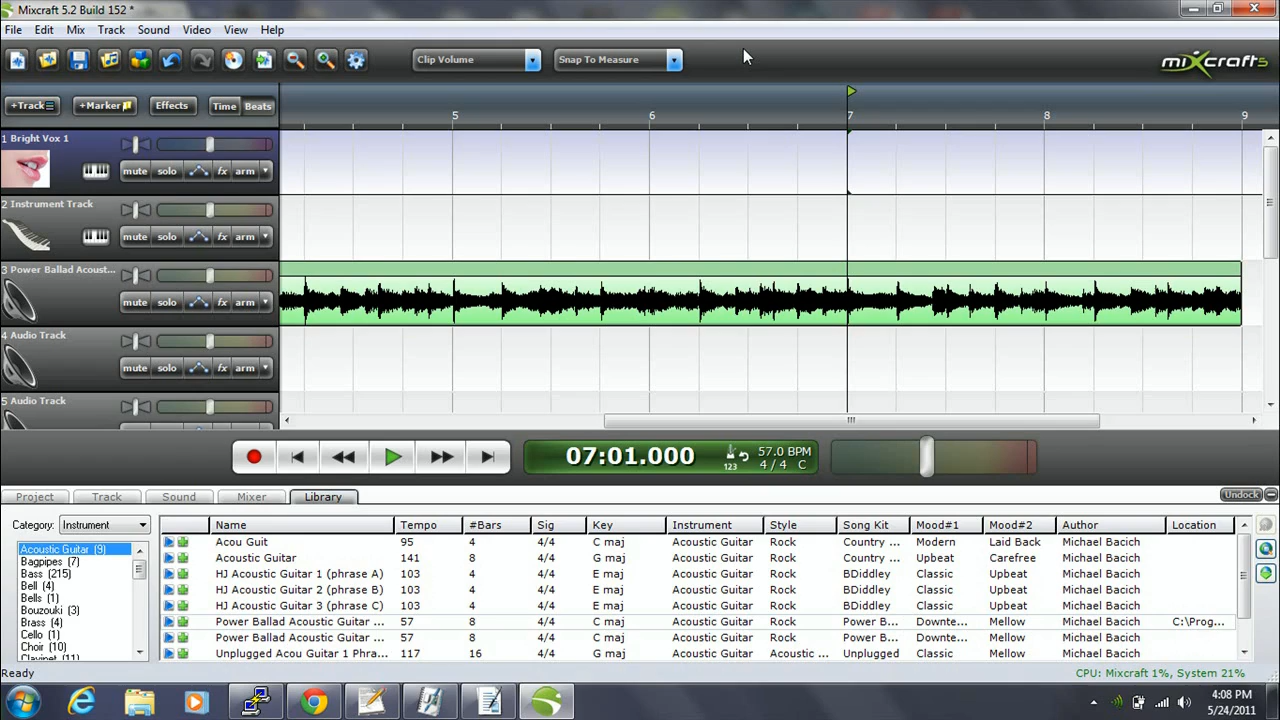 Mixcraft 5.2 Build 152 *
File Edit Mix Track Sound Video View Help
Clip Volume Snap To Measure mixcraft5
+Track +Marker Effects Time Beats 5 6 7 8 9
1 Bright Vox 1
mute solo fx arm
2 Instrument Track
mute solo fx arm
3 Power Ballad Acoust...
mute solo fx arm
4 Audio Track
mute solo fx arm
5 Audio Track
07:01.000 123 57.0 BPM
4 / 4 C
Project Track Sound Mixer Library Undock
Category: Instrument Name Tempo #Bars Sig Key Instrument Style Song Kit Mood#1 Mood#2 Author Location
Acoustic Guitar (9) Acou Guit 95 4 4/4 C maj Acoustic Guitar Rock Country ... Modern Laid Back Michael Bacich
Bagpipes (7) Acoustic Guitar 141 8 4/4 G maj Acoustic Guitar Rock Country ... Upbeat Carefree Michael Bacich
Bass (215) HJ Acoustic Guitar 1 (phrase A) 103 4 4/4 E maj Acoustic Guitar Rock BDiddley Classic Upbeat Michael Bacich
Bell (4) HJ Acoustic Guitar 2 (phrase B) 103 4 4/4 E maj Acoustic Guitar Rock BDiddley Classic Upbeat Michael Bacich
Bells (1) HJ Acoustic Guitar 3 (phrase C) 103 4 4/4 E maj Acoustic Guitar Rock BDiddley Classic Upbeat Michael Bacich
Bouzouki (3) Power Ballad Acoustic Guitar ... 57 8 4/4 C maj Acoustic Guitar Rock Power B... Downte... Mellow Michael Bacich C:\Prog...
Brass (4) Power Ballad Acoustic Guitar ... 57 8 4/4 C maj Acoustic Guitar Rock Power B... Classic Mellow Michael Bacich
Cello (1) Unplugged Acou Guitar 1 Phra... 117 16 4/4 G maj Acoustic Guitar Acoustic ... Unplugged Classic Mellow Michael Bacich
Choir (10)
Clavinet (11)
Ready CPU: Mixcraft 1%, System 21%
4:08 PM
5/24/2011